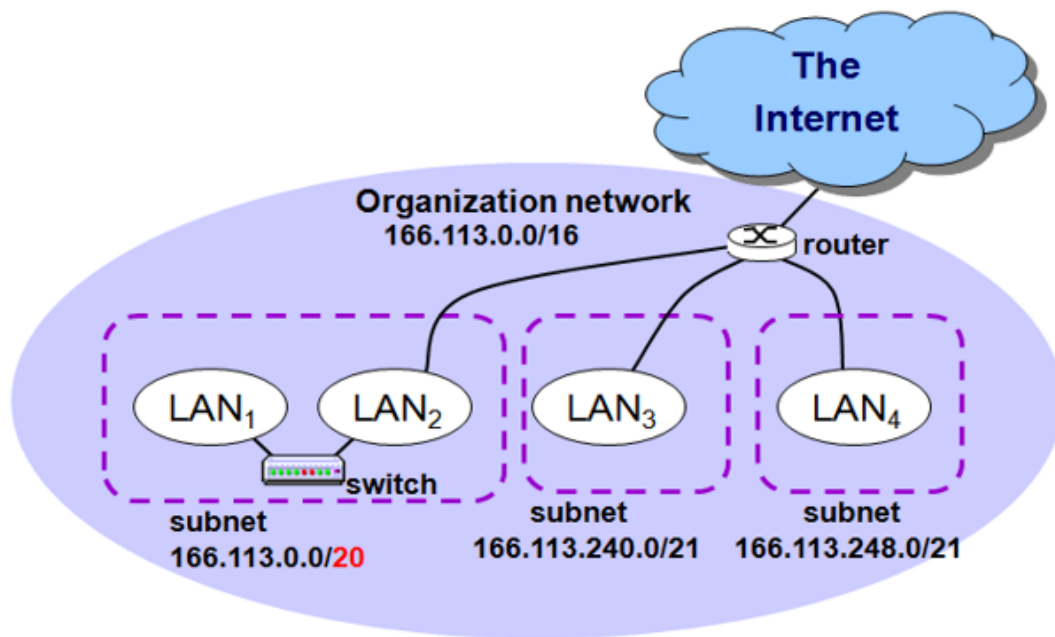 The
Internet
Organization network
166.113.0.0/16
router
LAN₁
LAN₂
LAN₃
LAN₄
switch
subnet
166.113.0.0/20
subnet
166.113.240.0/21
subnet
166.113.248.0/21